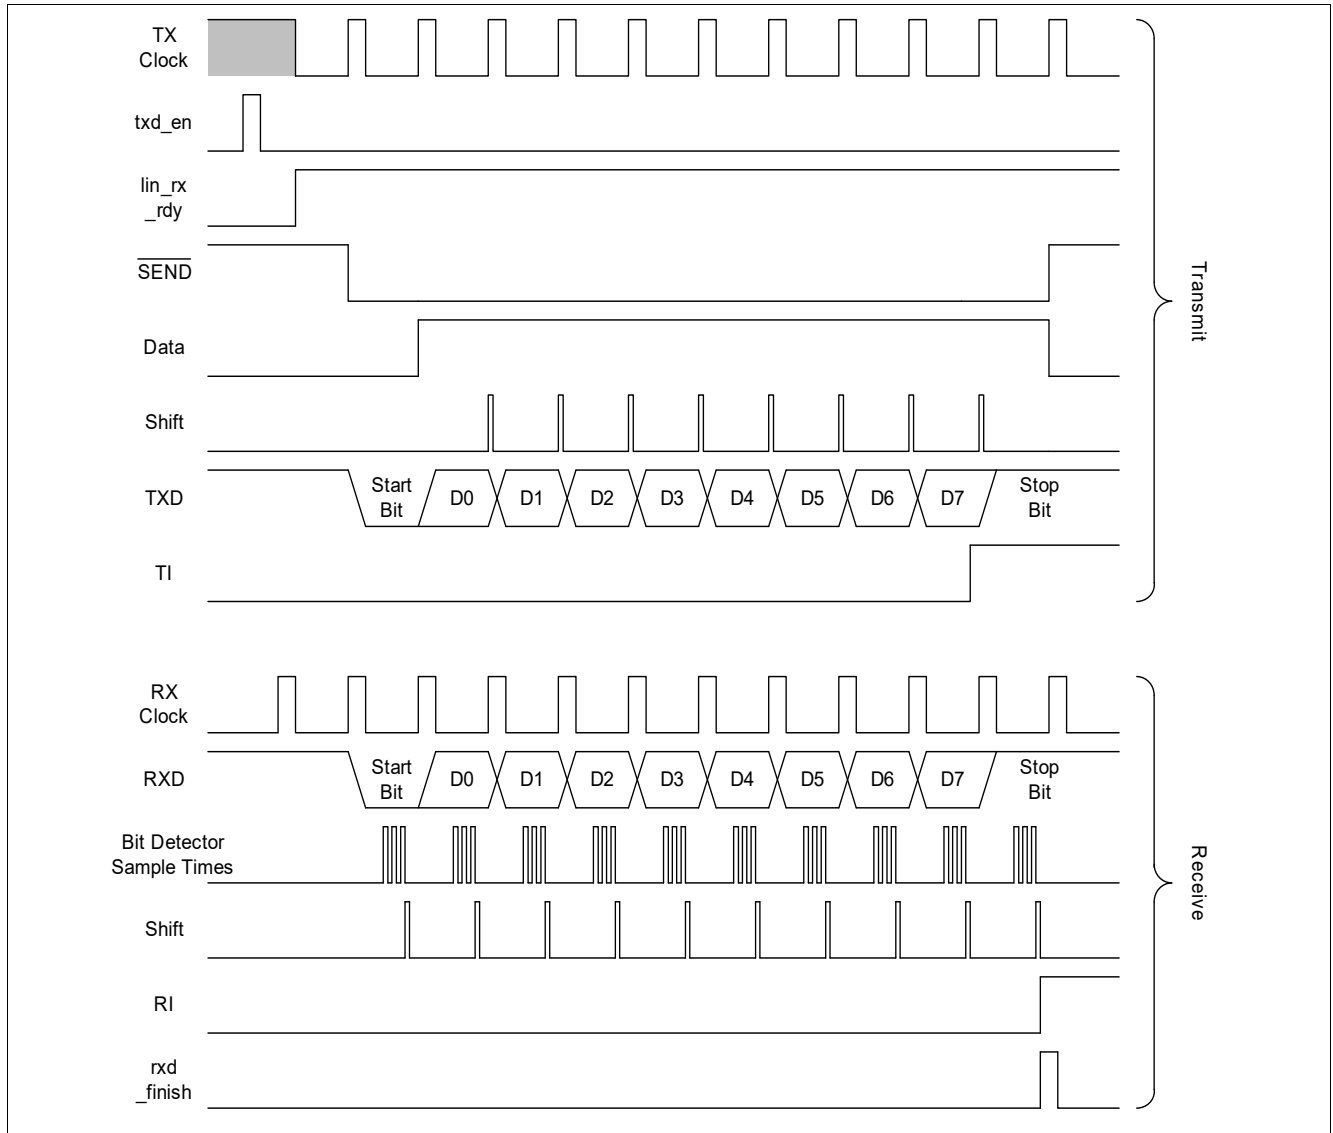 TX
Clock
txd_en
lin_rx
_rdy
SEND
Data
Shift
TXD
Start
Bit
D0
D1
D2
D3
D4
D5
D6
D7
Stop
Bit
TI
Transmit
RX
Clock
RXD
Start
Bit
D0
D1
D2
D3
D4
D5
D6
D7
Stop
Bit
Bit Detector
Sample Times
Shift
RI
rxd
_finish
Receive